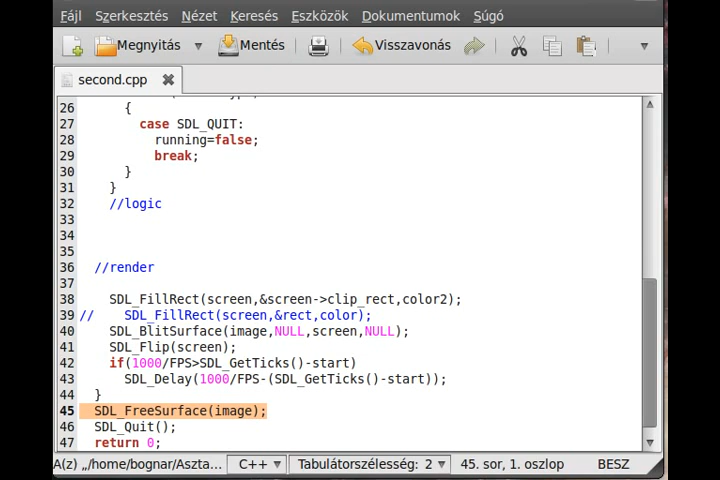 Fájl Szerkesztés Nézet Keresés Eszközök Dokumentumok Súgó
Megnyitás Mentés Visszavonás
second.cpp
26 {
27 case SDL_QUIT:
28 running=false;
29 break;
30 }
31 }
32 //logic
33
34
35
36 //render
37
38 SDL_FillRect(screen,&screen->clip_rect,color2);
39 // SDL_FillRect(screen,&rect,color);
40 SDL_BlitSurface(image,NULL,screen,NULL);
41 SDL_Flip(screen);
42 if(1000/FPS>SDL_GetTicks()-start)
43 SDL_Delay(1000/FPS-(SDL_GetTicks()-start));
44 }
45 SDL_FreeSurface(image);
46 SDL_Quit();
47 return 0;
A(z) „/home/bognar/Aszta… C++ Tabulátorszélesség: 2 45. sor, 1. oszlop BESZ